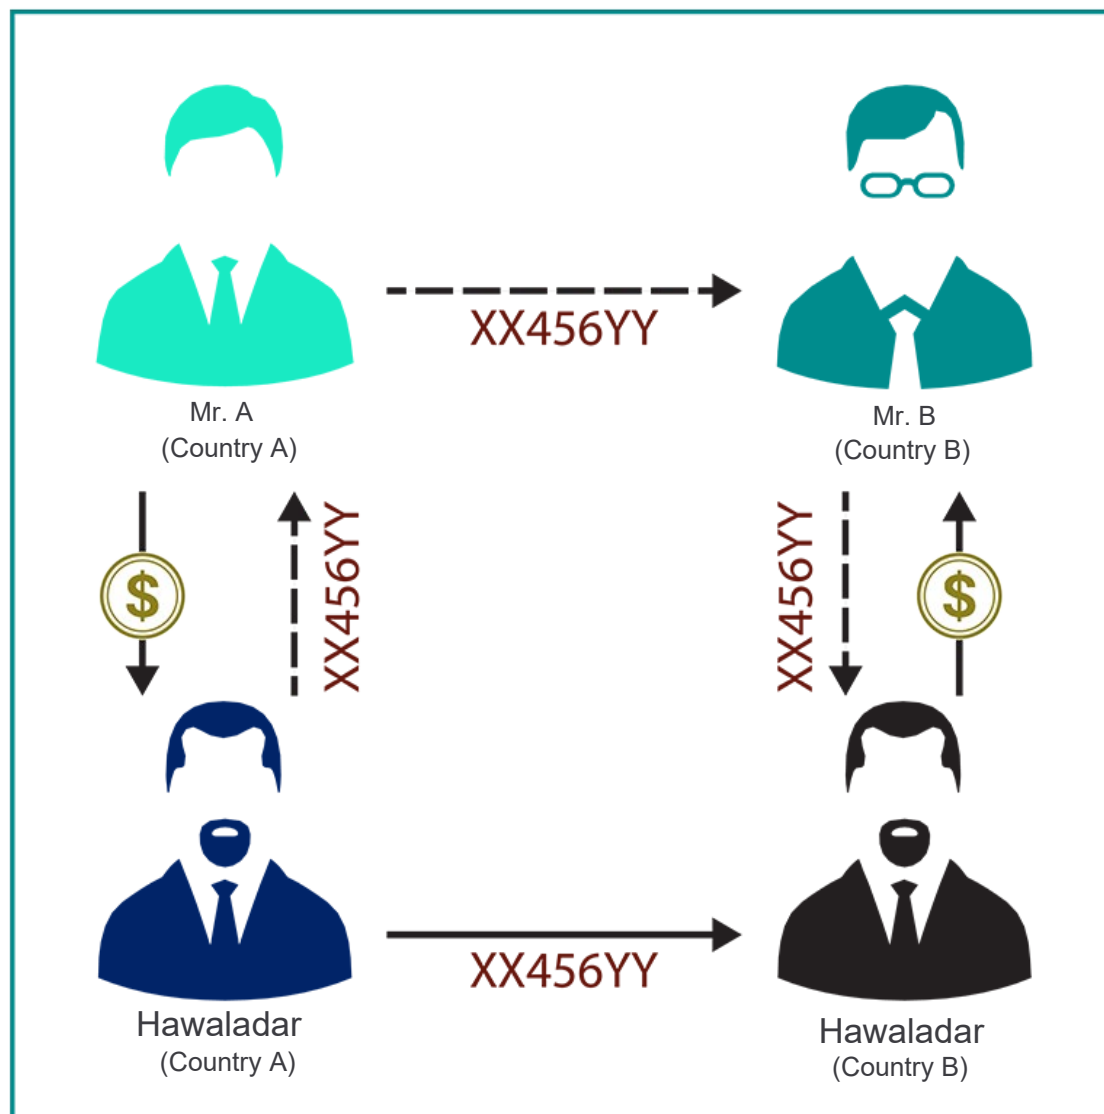 XX456YY
Mr. A
(Country A)
Mr. B
(Country B)
$
XX456YY
XX456YY
$
XX456YY
Hawaladar
(Country A)
Hawaladar
(Country B)